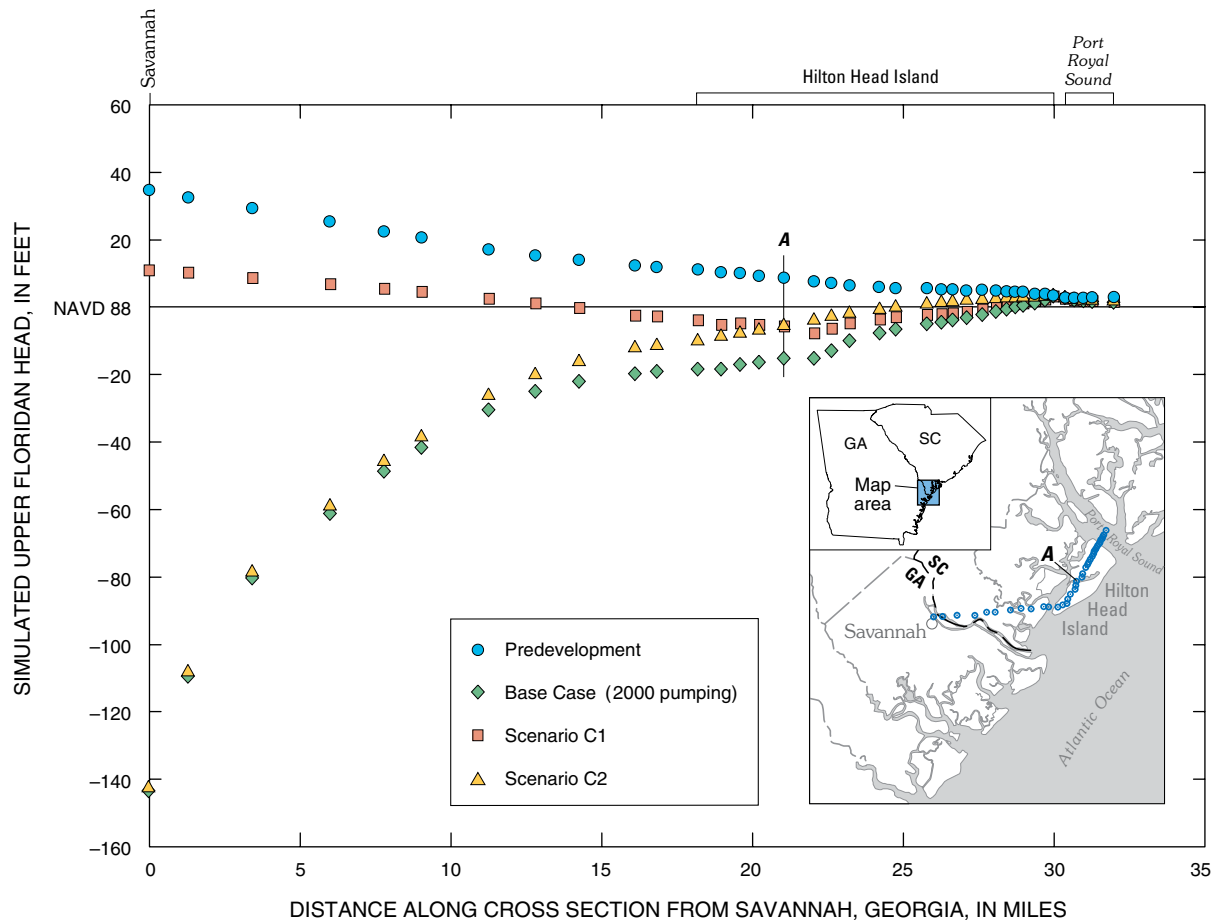 Savannah
Hilton Head Island
Port
Royal
Sound
60
40
20
NAVD 88
−20
−40
−60
−80
−100
−120
−140
−160
SIMULATED UPPER FLORIDAN HEAD, IN FEET
A
Predevelopment
Base Case (2000 pumping)
Scenario C1
Scenario C2
GA
SC
Map
area
SC
GA
Port Royal Sound
A
Hilton
Head
Island
Savannah
Atlantic Ocean
0
5
10
15
20
25
30
35
DISTANCE ALONG CROSS SECTION FROM SAVANNAH, GEORGIA, IN MILES